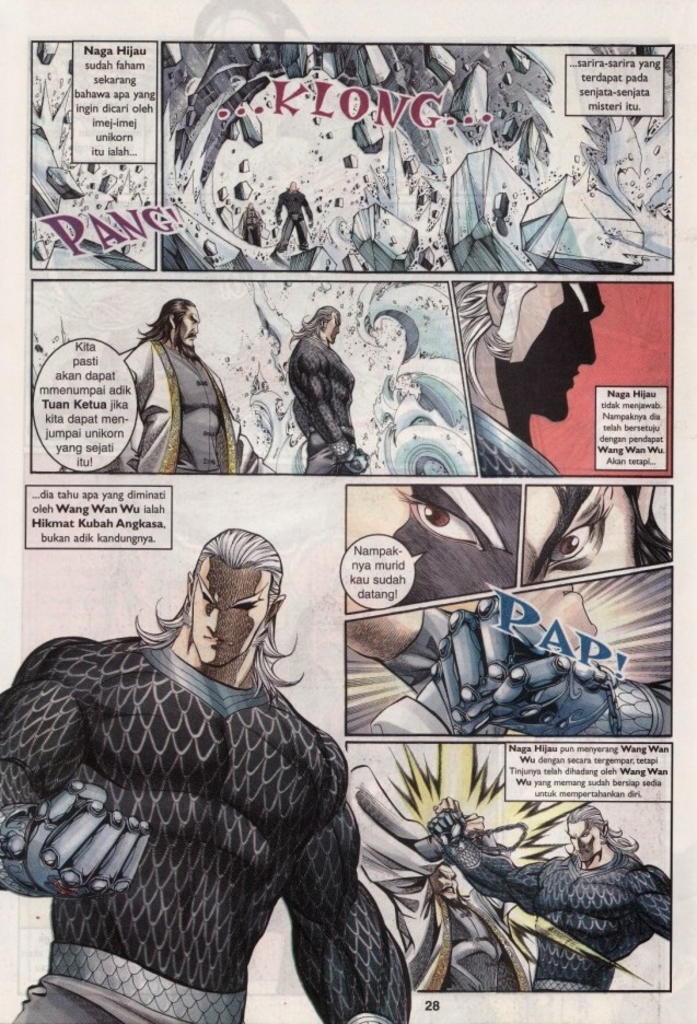 Naga Hijau
sudah faham
sekarang
bahawa apa yang
ingin dicari oleh
imej-imej
unikorn
itu ialah...
...KLONG...
...sarira-sarira yang
terdapat pada
senjata-senjata
misteri itu.
PANG!
Kita
pasti
akan dapat
mmenumpai adik
Tuan Ketua jika
kita dapat men-
jumpai unikorn
yang sejati
itu!
Naga Hijau
tidak menjawab.
Nampaknya dia
telah bersetuju
dengan pendapat
Wang Wan Wu.
Akan tetapi...
...dia tahu apa yang diminati
oleh Wang Wan Wu ialah
Hikmat Kubah Angkasa,
bukan adik kandungnya.
Nampak-
nya murid
kau sudah
datang!
PAP!
Naga Hijau pun menyerang Wang Wan
Wu dengan secara tergempar, tetapi
Tinjunya telah dihadang oleh Wang Wan
Wu yang memang sudah bersiap sedia
untuk mempertahankan diri.
28